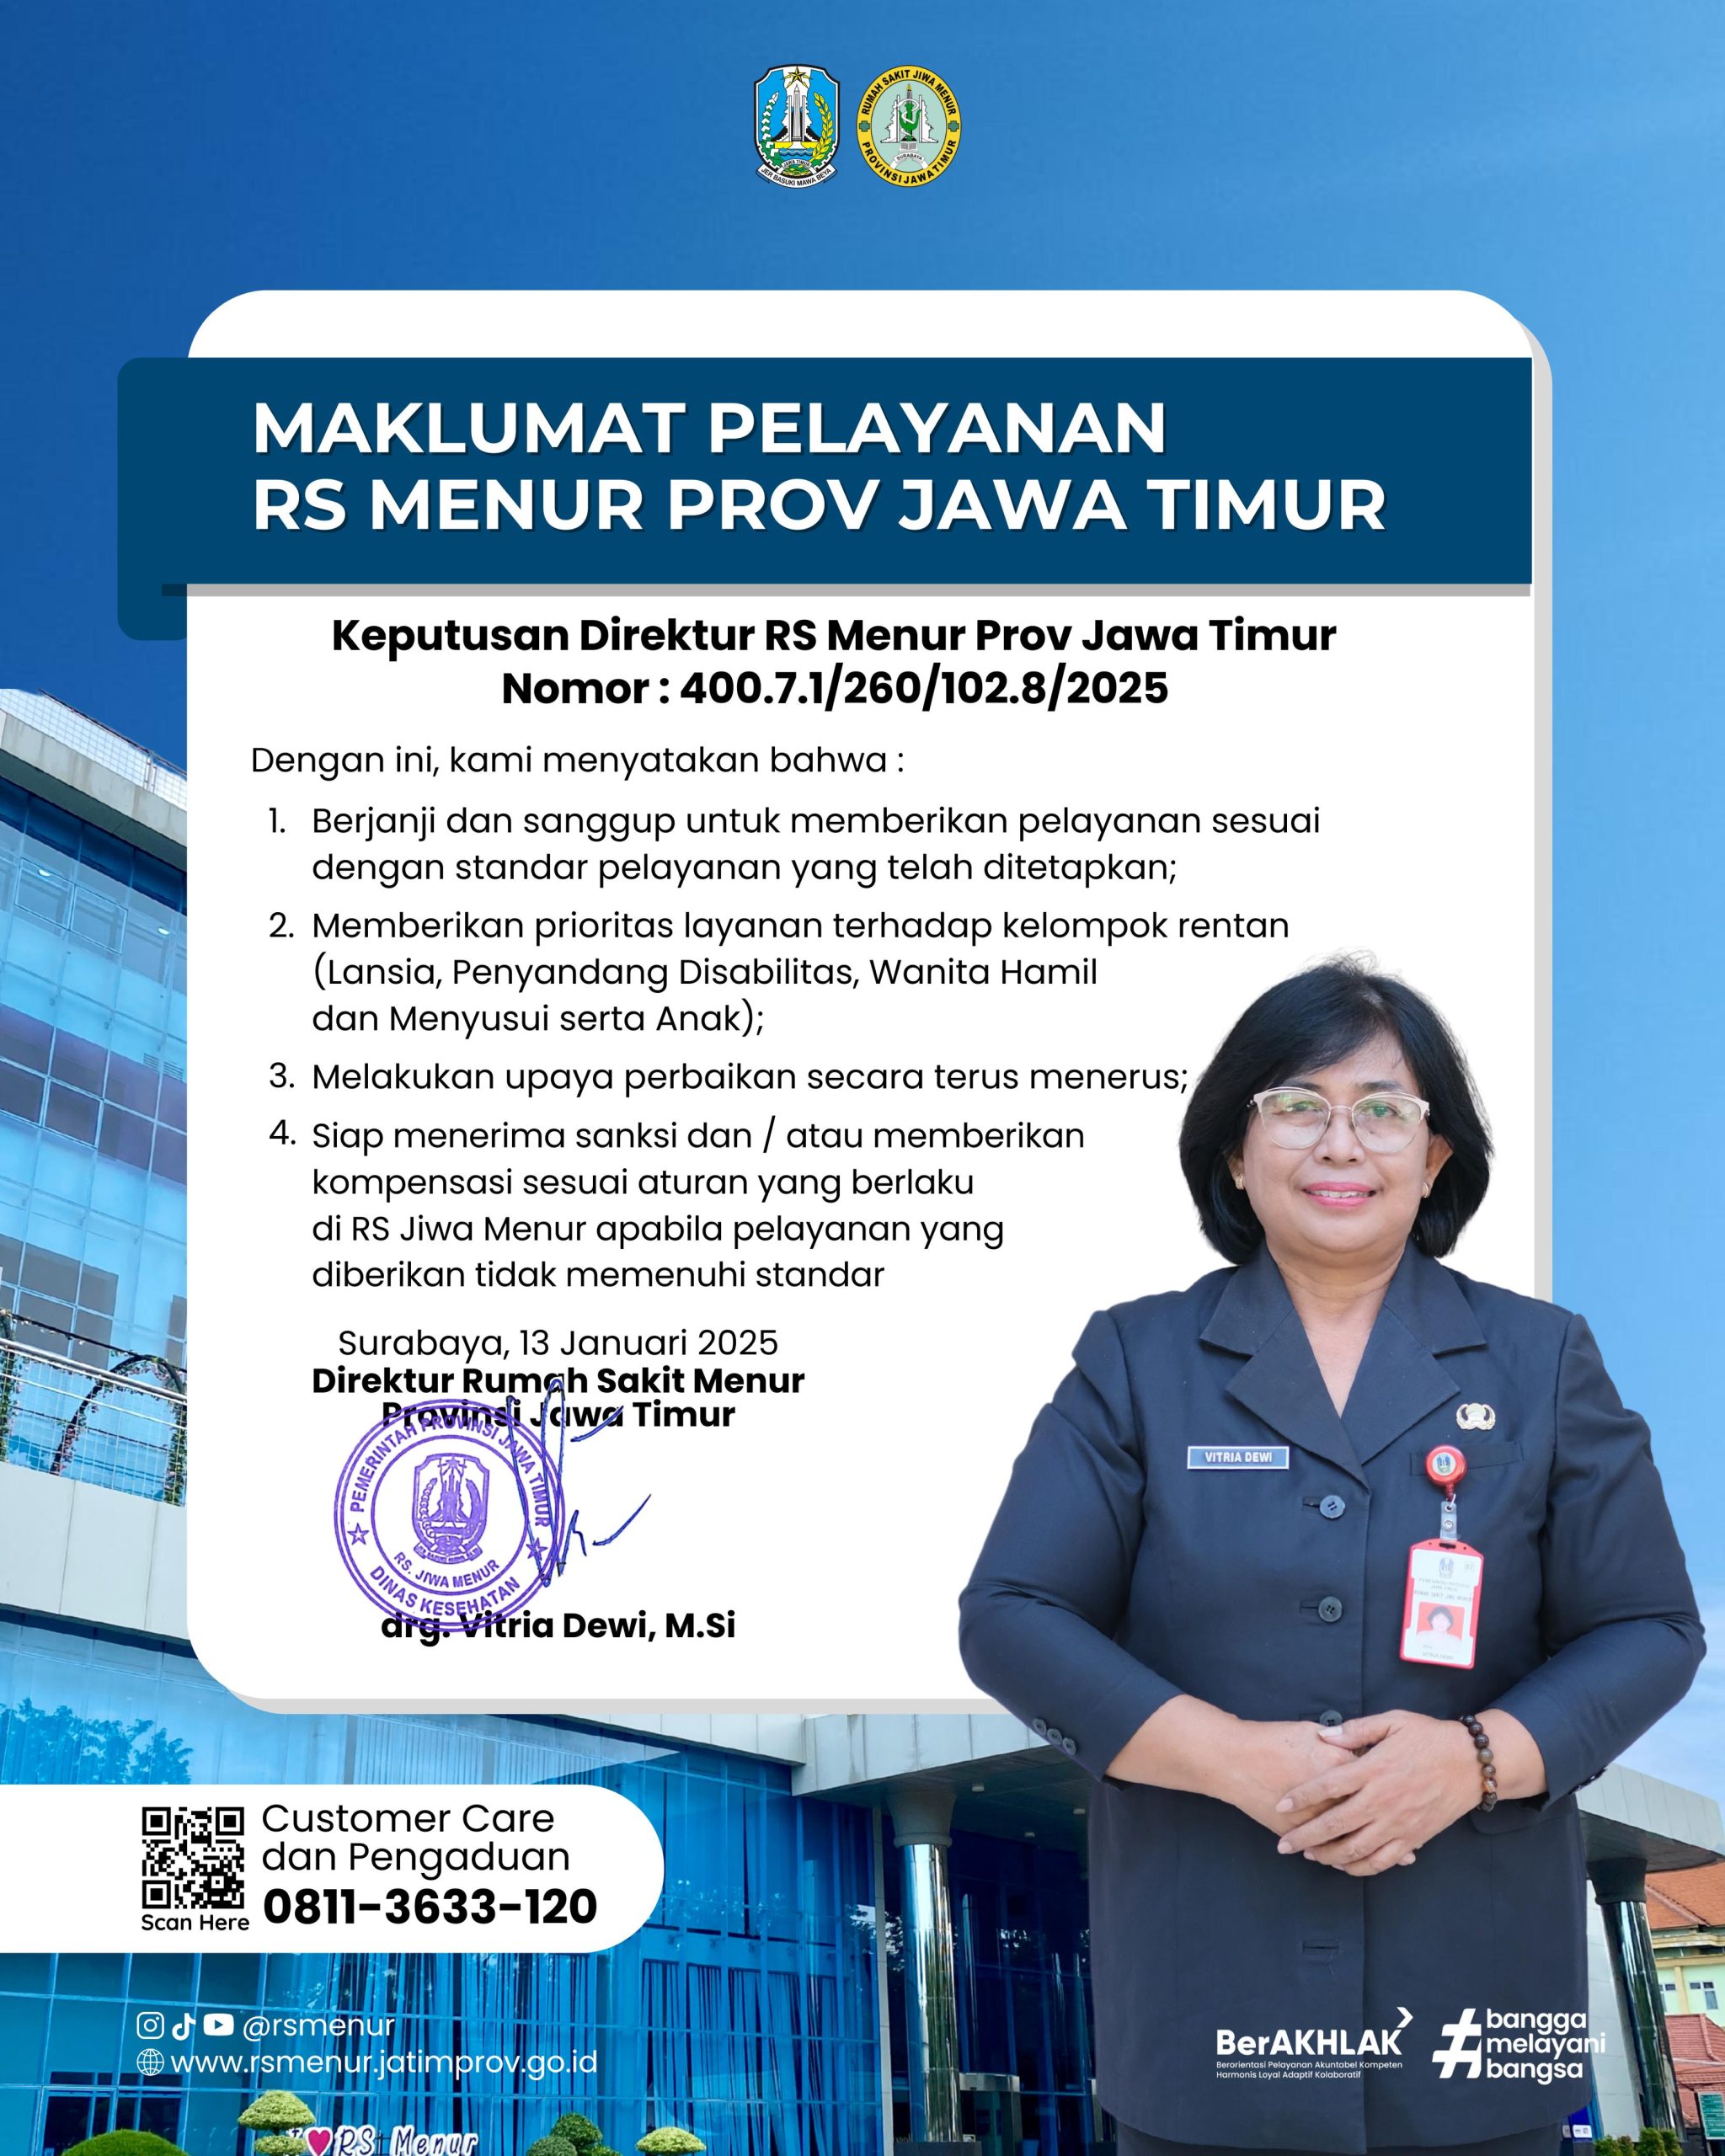 JAWA TIMUR
JER BASUKI MAWA BEYA
RUMAH SAKIT JIWA MENUR
SURABAYA
PROVINSI JAWA TIMUR
MAKLUMAT PELAYANAN
RS MENUR PROV JAWA TIMUR
Keputusan Direktur RS Menur Prov Jawa Timur
Nomor : 400.7.1/260/102.8/2025
Dengan ini, kami menyatakan bahwa :
1. Berjanji dan sanggup untuk memberikan pelayanan sesuai
dengan standar pelayanan yang telah ditetapkan;
2. Memberikan prioritas layanan terhadap kelompok rentan
(Lansia, Penyandang Disabilitas, Wanita Hamil
dan Menyusui serta Anak);
3. Melakukan upaya perbaikan secara terus menerus;
4. Siap menerima sanksi dan / atau memberikan
kompensasi sesuai aturan yang berlaku
di RS Jiwa Menur apabila pelayanan yang
diberikan tidak memenuhi standar
Surabaya, 13 Januari 2025
Direktur Rumah Sakit Menur
Provinsi Jawa Timur
PEMERINTAH PROVINSI JAWA TIMUR
RS. JIWA MENUR
DINAS KESEHATAN
drg. Vitria Dewi, M.Si
VITRIA DEWI
Customer Care
dan Pengaduan
0811-3633-120
Scan Here
@rsmenur
www.rsmenur.jatimprov.go.id
BerAKHLAK
Berorientasi Pelayanan Akuntabel Kompeten
Harmonis Loyal Adaptif Kolaboratif
#bangga
melayani
bangsa
I RS Menur